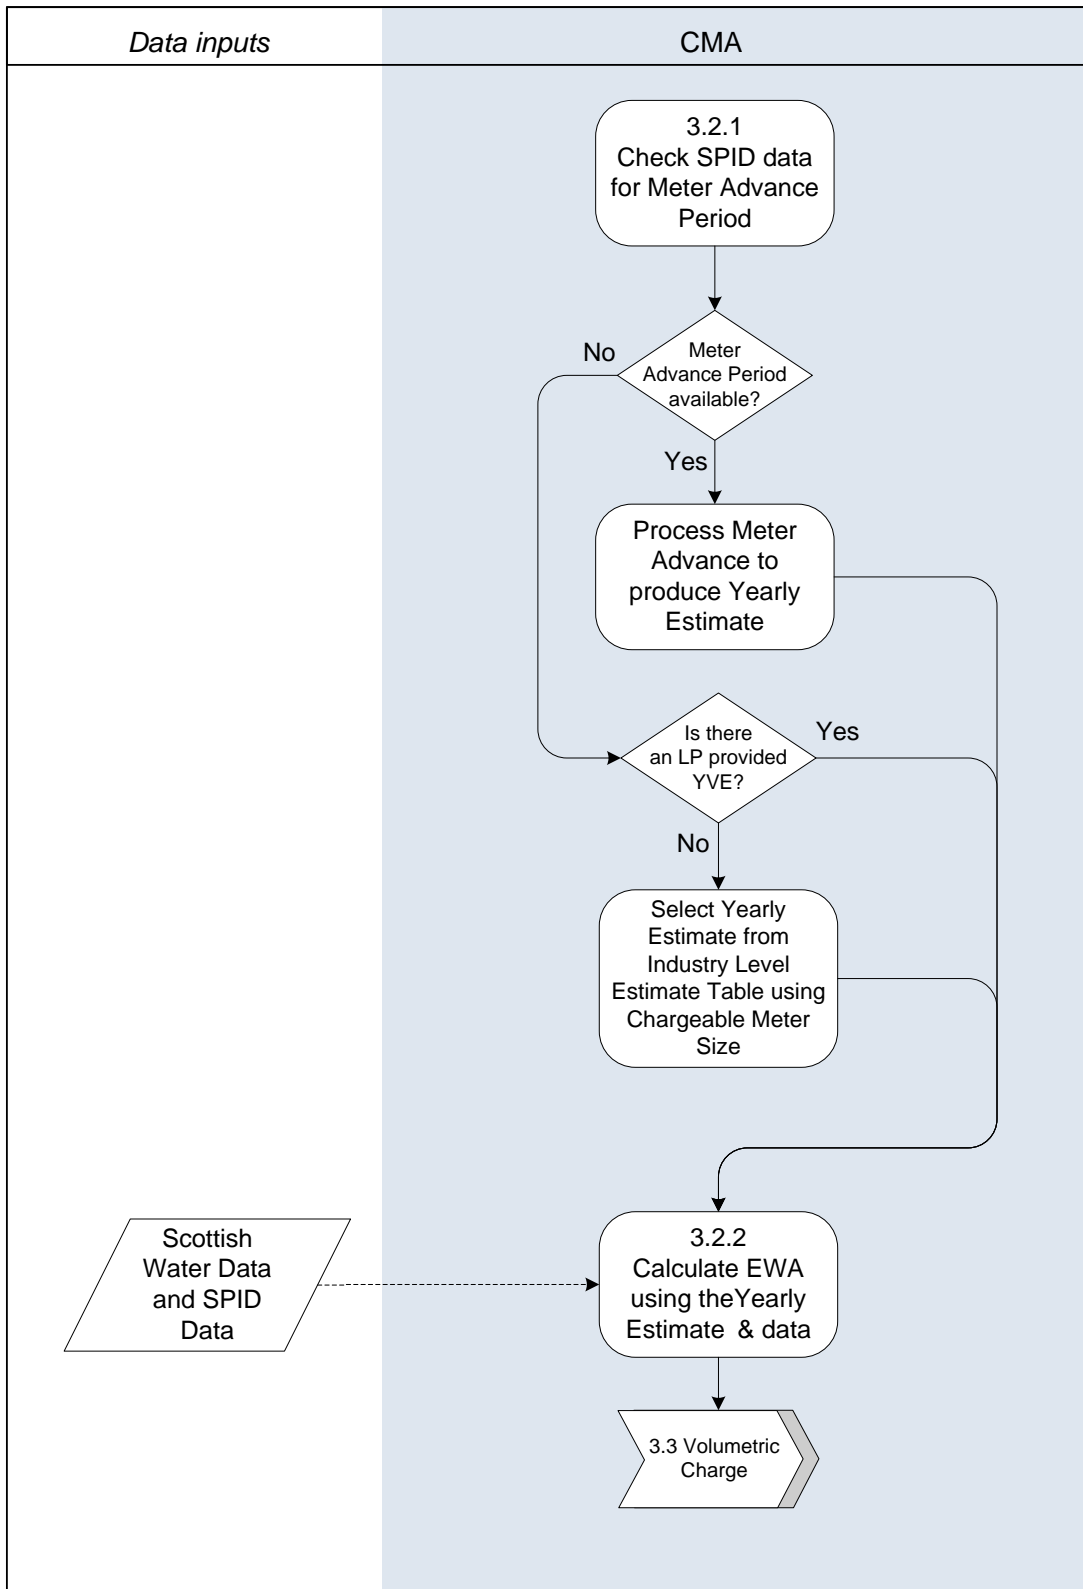 Data inputs
CMA
3.2.1
Check SPID data
for Meter Advance
Period
No
Meter
Advance Period
available?
Yes
Process Meter
Advance to
produce Yearly
Estimate
Is there
an LP provided
YVE?
Yes
No
Select Yearly
Estimate from
Industry Level
Estimate Table using
Chargeable Meter
Size
Scottish
Water Data
and SPID
Data
3.2.2
Calculate EWA
using theYearly
Estimate & data
3.3 Volumetric
Charge